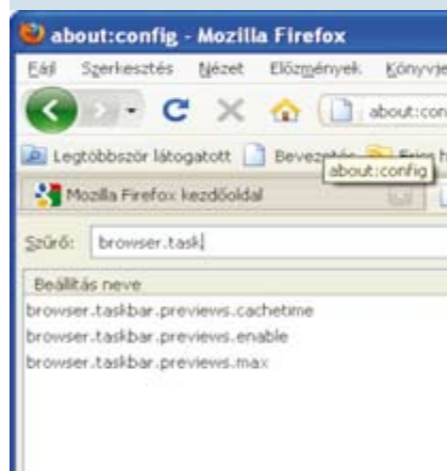 about:config - Mozilla Firefox
Fájl Szerkesztés Nézet Előzmények Könyvje
about:con
Legtöbbször látogatott Bevezetés Friss h
about:config
Mozilla Firefox kezdőoldal
Szűrő: browser.task
Beállítás neve
browser.taskbar.previews.cachetime
browser.taskbar.previews.enable
browser.taskbar.previews.max